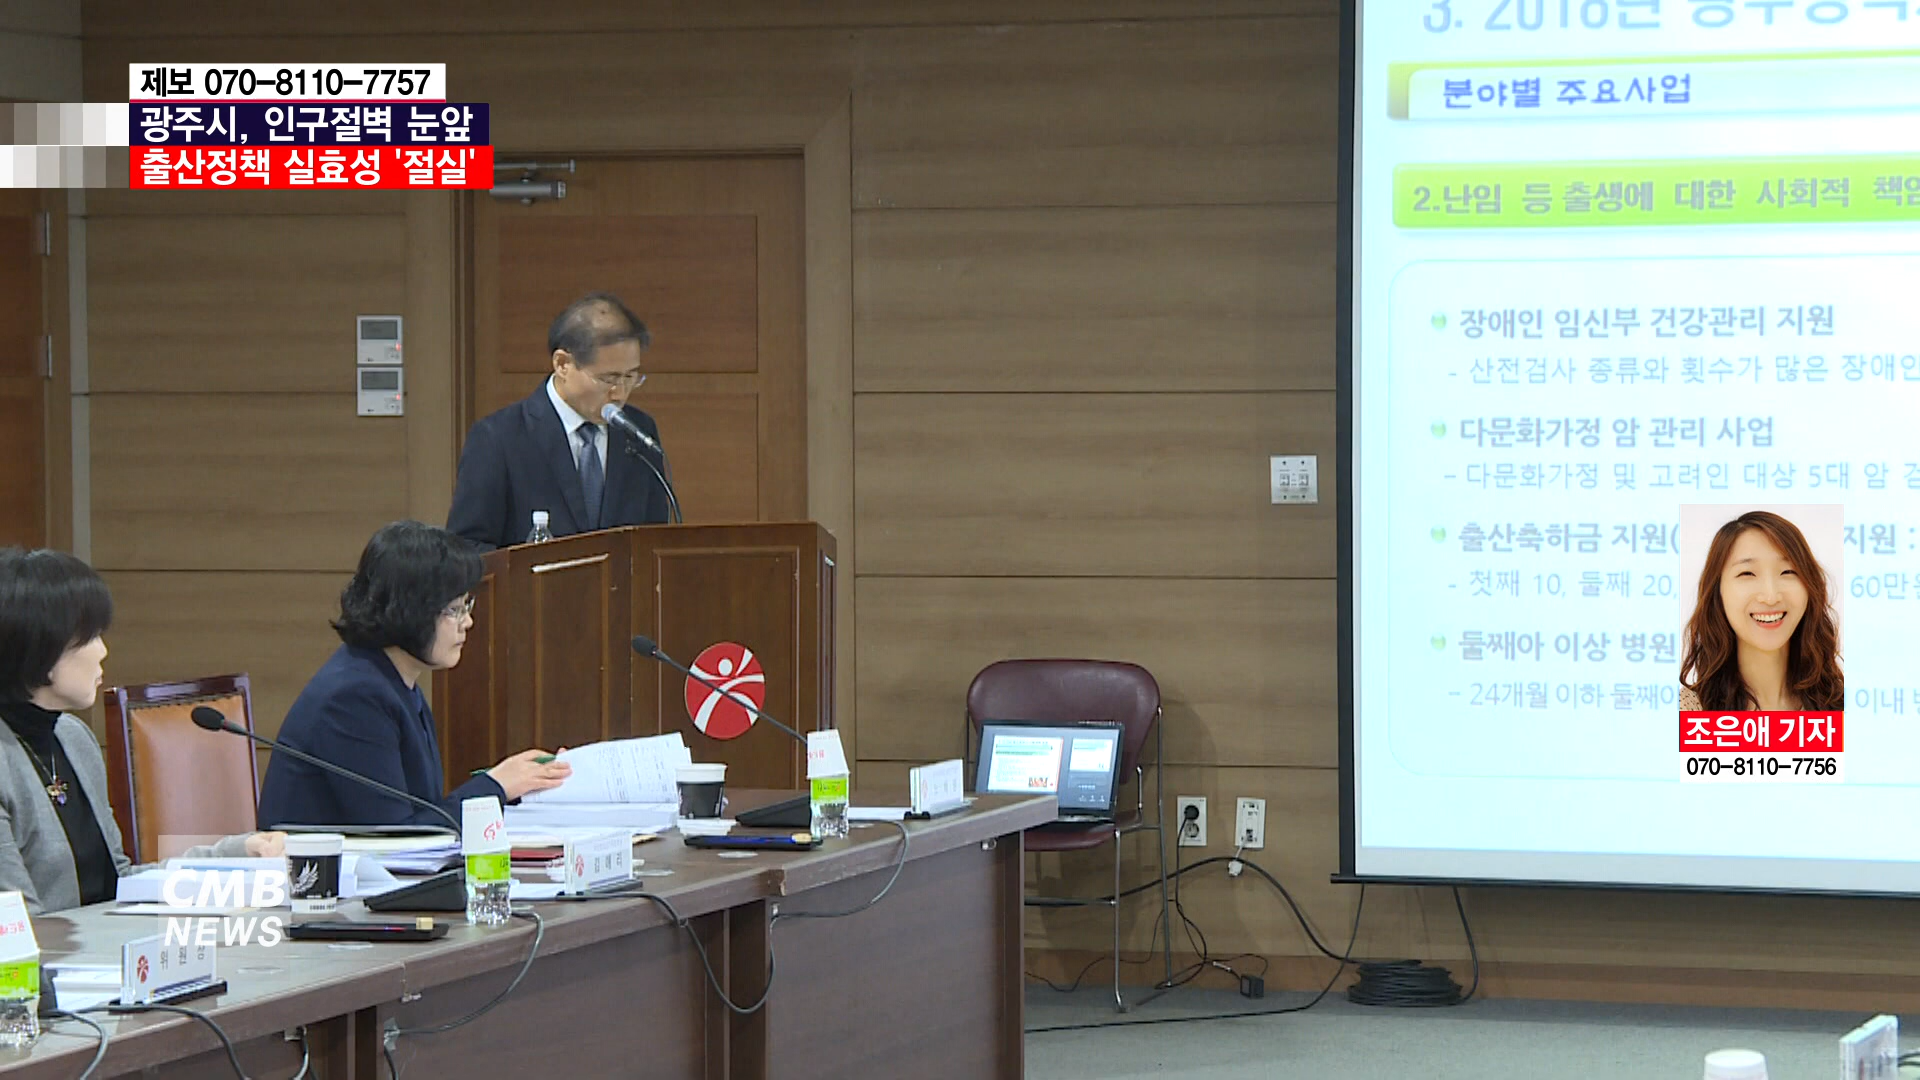 제보 070-8110-7757
광주시, 인구절벽 눈앞
출산정책 실효성 '절실'
3. 2018년
분야별 주요사업
2.난임 등 출생에 대한 사회적
장애인 임신부 건강관리 지원
- 산전검사 종류와 횟수가 많은 장애인
다문화가정 암 관리 사업
- 다문화가정 및 고려인 대상 5대 암
출산축하금 지원( 지원 :
- 첫째 10, 둘째 20, 60만
둘째아 이상 병원
- 24개월 이하 둘째아 이내
조은애 기자
070-8110-7756
CMB
NEWS